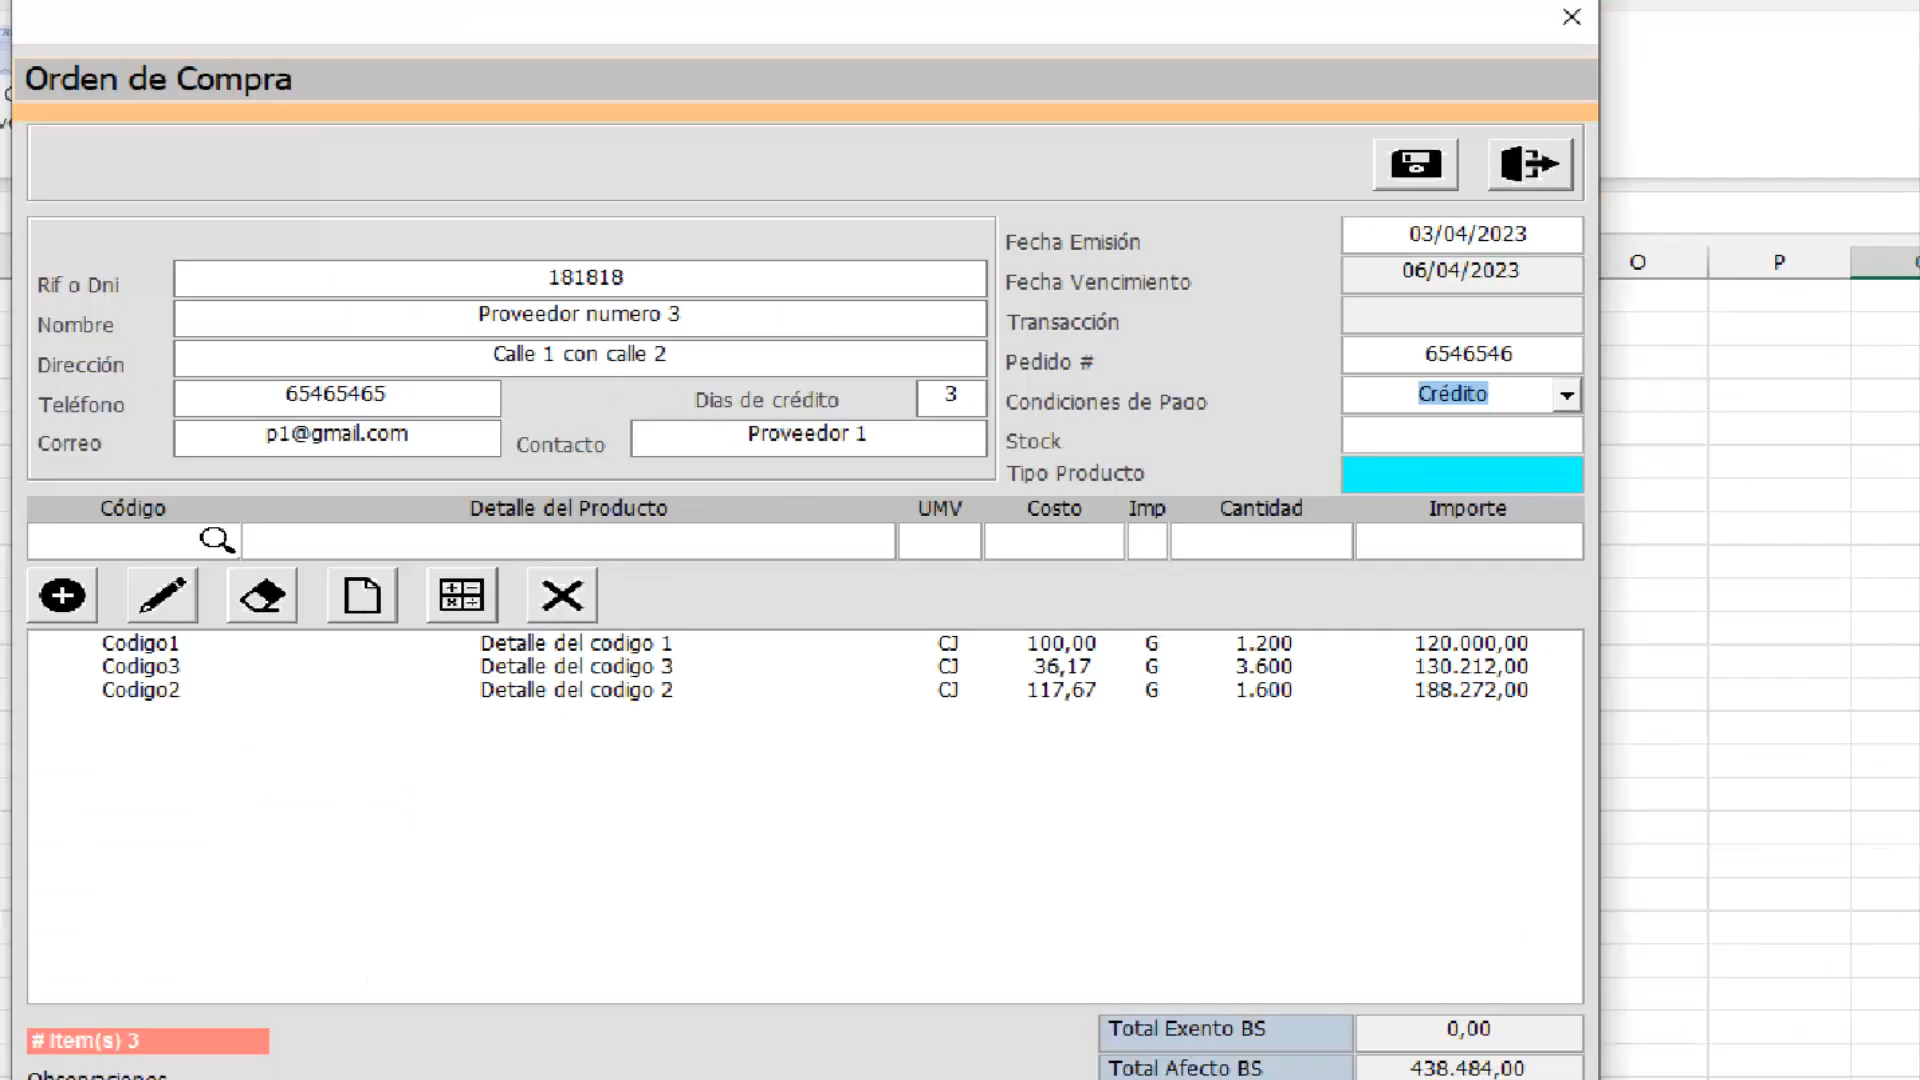 Orden de Compra
Rif o Dni 181818
Nombre Proveedor numero 3
Dirección Calle 1 con calle 2
Teléfono 65465465 Dias de crédito 3
Correo p1@gmail.com Contacto Proveedor 1
Fecha Emisión 03/04/2023
Fecha Vencimiento 06/04/2023
Transacción
Pedido # 6546546
Condiciones de Pago Crédito
Stock
Tipo Producto
O P
Código Detalle del Producto UMV Costo Imp Cantidad Importe
Codigo1 Detalle del codigo 1 CJ 100,00 G 1.200 120.000,00
Codigo3 Detalle del codigo 3 CJ 36,17 G 3.600 130.212,00
Codigo2 Detalle del codigo 2 CJ 117,67 G 1.600 188.272,00
# Item(s) 3
Total Exento BS 0,00
Total Afecto BS 438.484,00
Observaciones